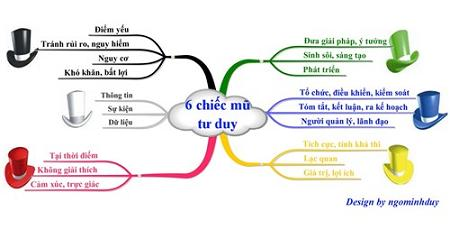 Điểm yếu
Tránh rủi ro, nguy hiểm
Nguy cơ
Khó khăn, bất lợi
Thông tin
Sự kiện
Dữ liệu
Tại thời điểm
Không giải thích
Cảm xúc, trực giác
6 chiếc mũ
tư duy
Đưa giải pháp, ý tưởng
Sinh sôi, sáng tạo
Phát triển
Tổ chức, điều khiển, kiểm soát
Tóm tắt, kết luận, ra kế hoạch
Người quản lý, lãnh đạo
Tích cực, tính khả thi
Lạc quan
Giá trị, lợi ích
Design by ngominhduy